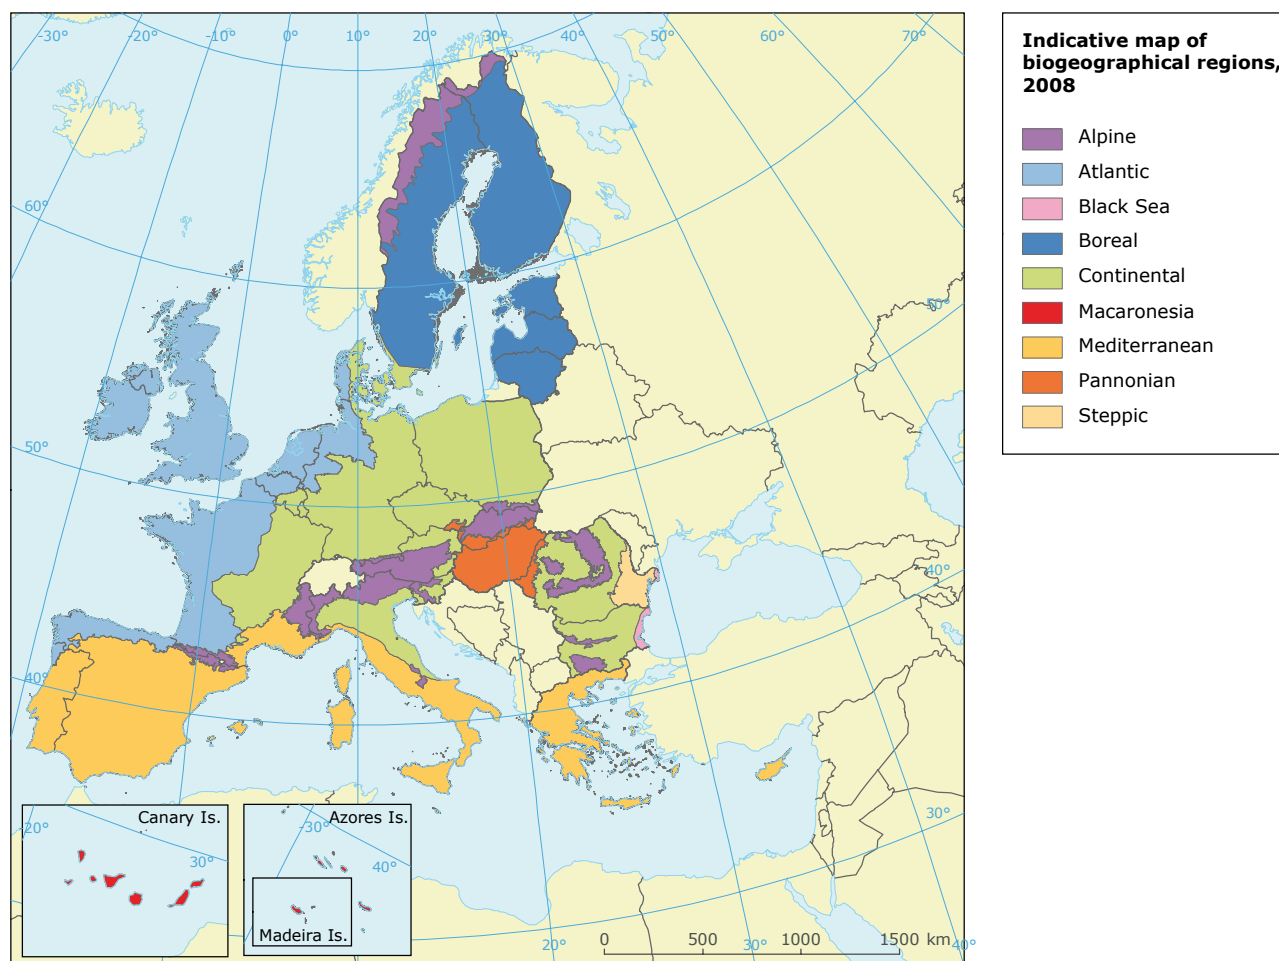 -30°
-20°
-10°
0°
10°
20°
30°
40°
50°
60°
70°
60°
50°
50°
40°
40°
30°
20°
30°
40°
Canary Is.
-20°
30°
Azores Is.
-30°
40°
Madeira Is.
0 500 1000 1500 km
Indicative map of
biogeographical regions,
2008
Alpine
Atlantic
Black Sea
Boreal
Continental
Macaronesia
Mediterranean
Pannonian
Steppic